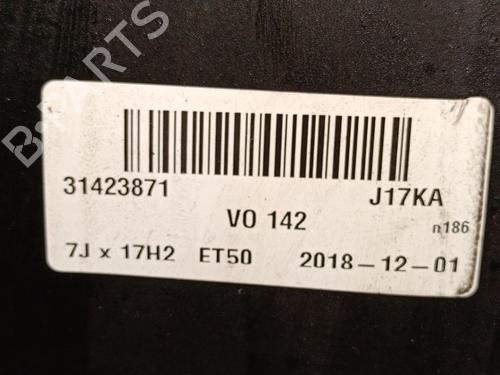 B-PARTS
31423871 J17KA
VO 142 n186
7J x 17H2 ET50 2018-12-01